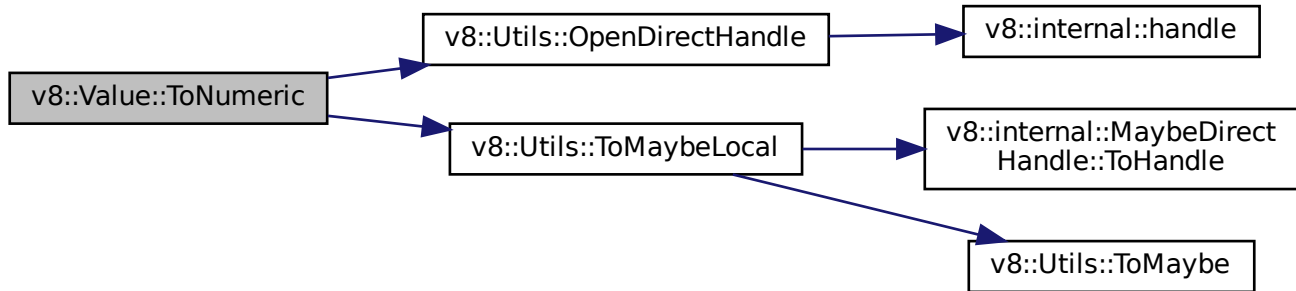 v8::Value::ToNumeric
v8::Utils::OpenDirectHandle
v8::internal::handle
v8::Utils::ToMaybeLocal
v8::internal::MaybeDirect
Handle::ToHandle
v8::Utils::ToMaybe